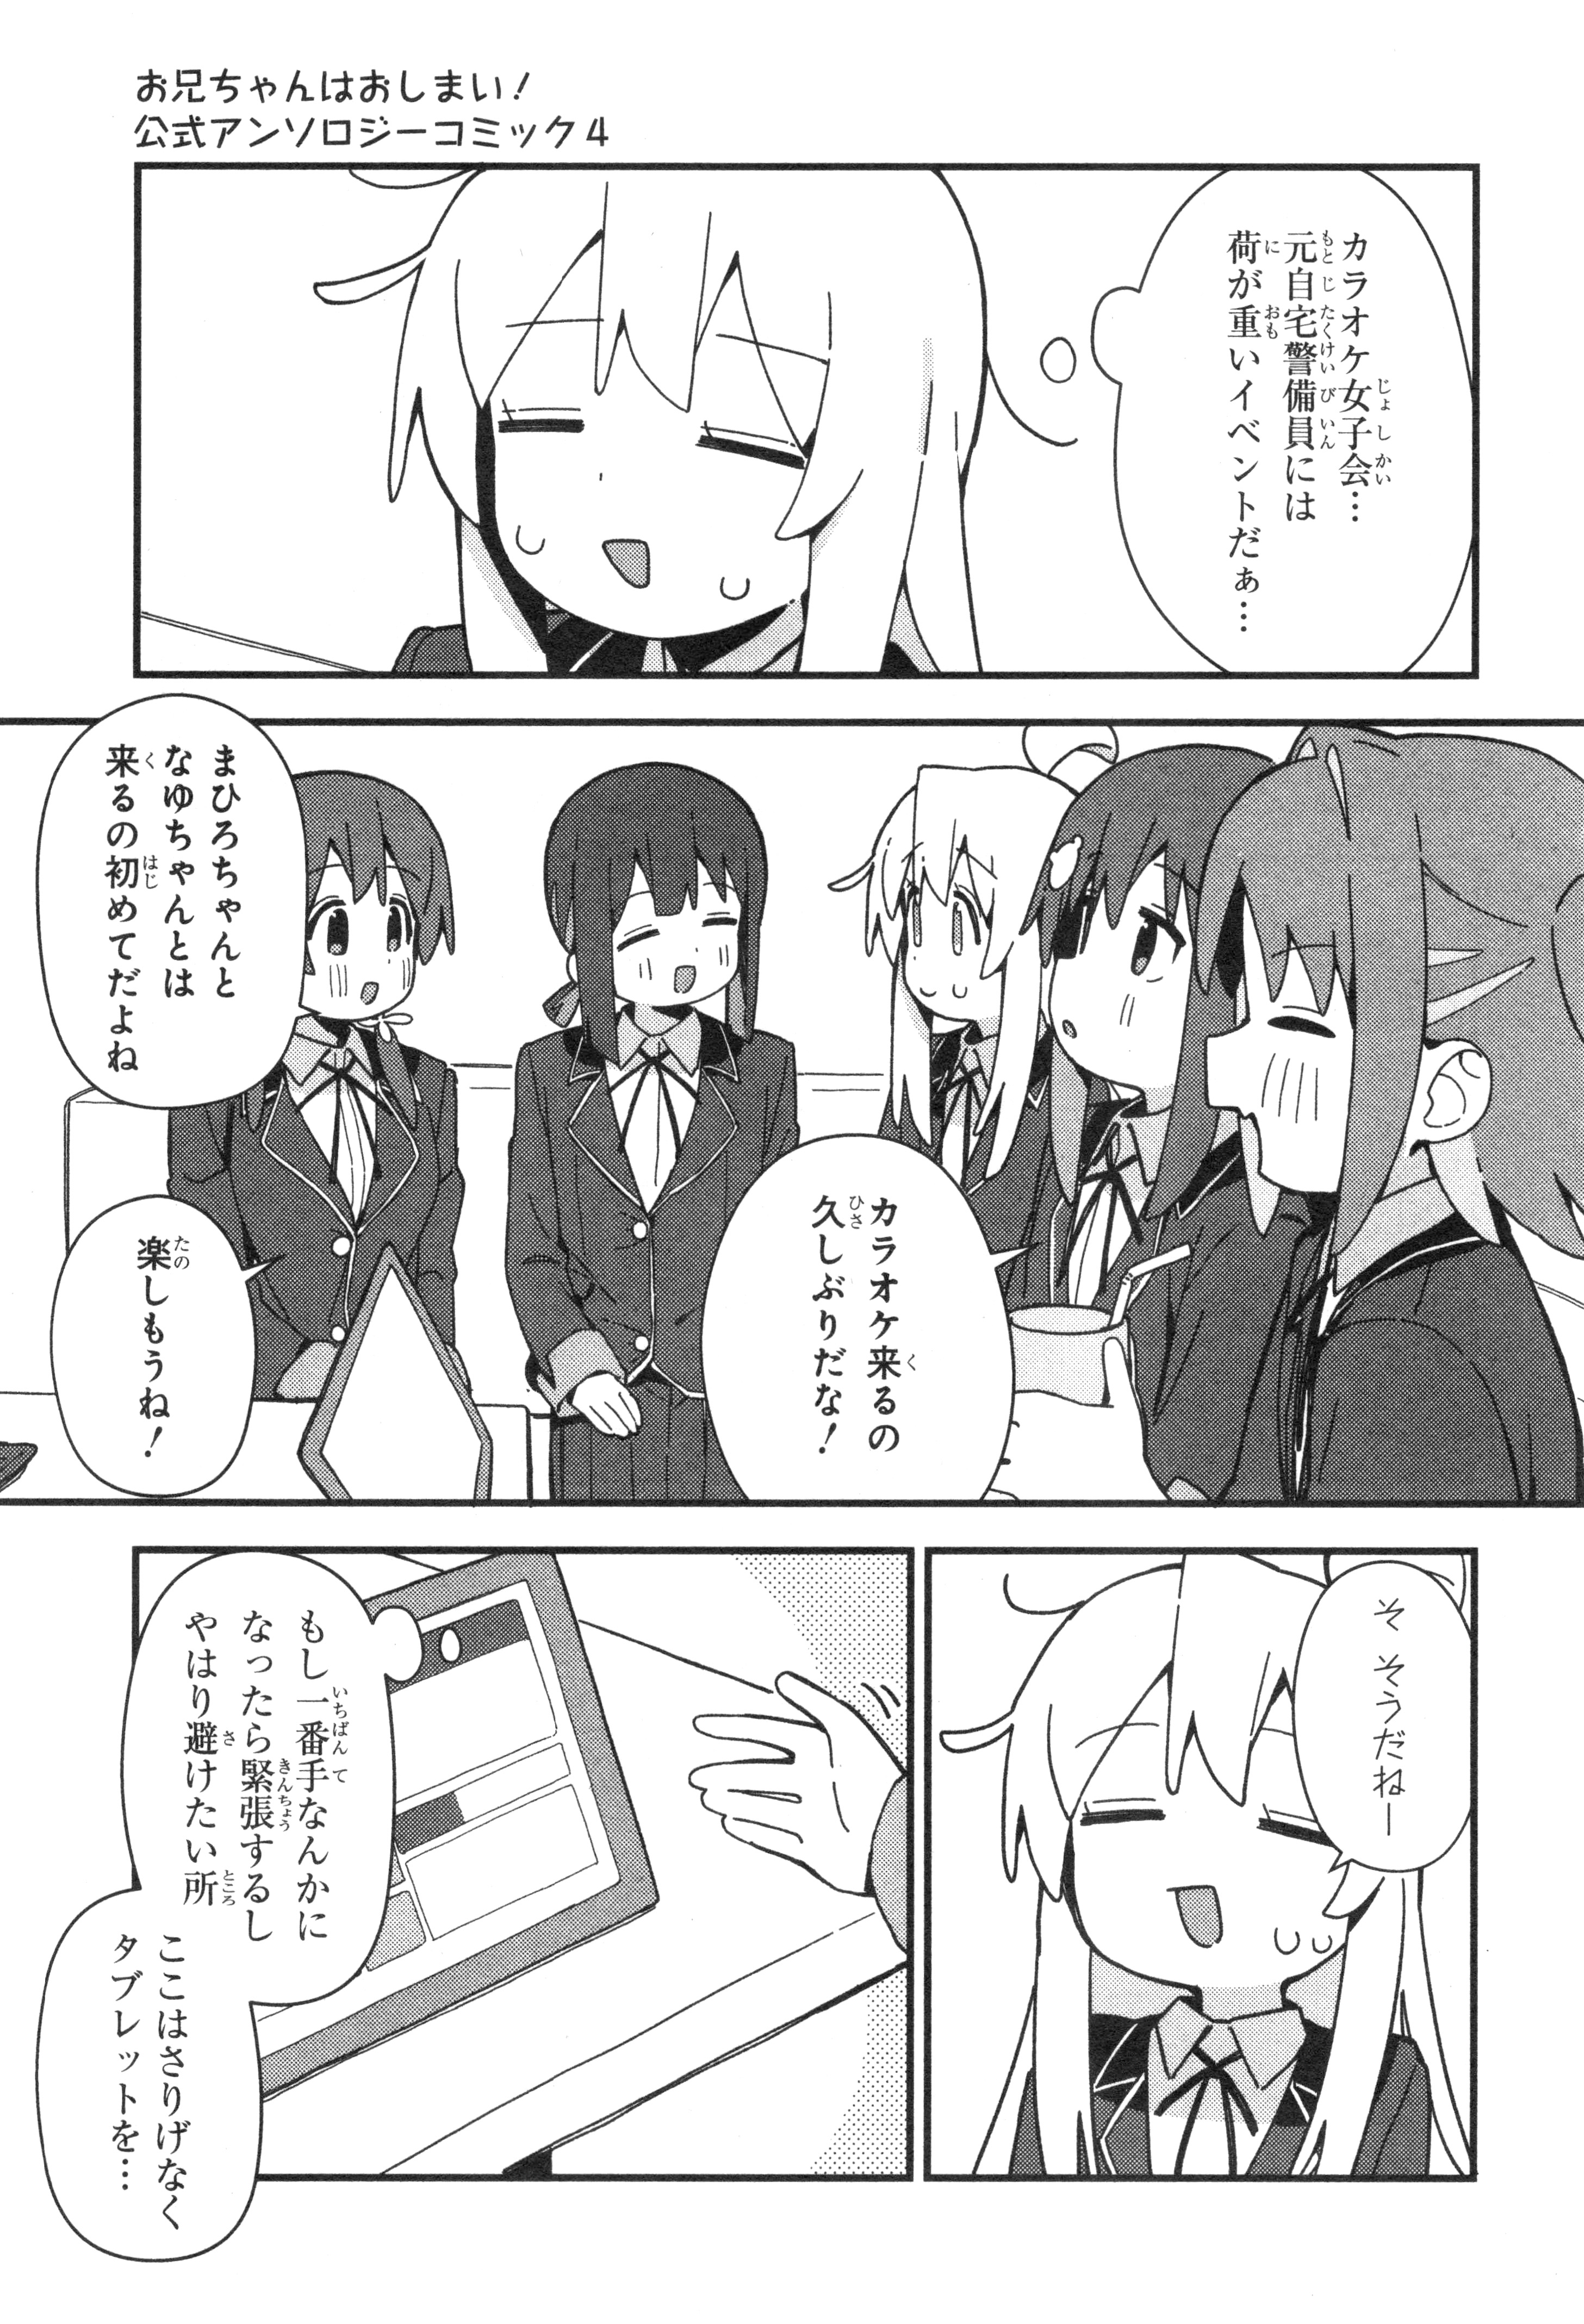 お兄ちゃんはおしまい！
公式アンソロジーコミック4
カラオケ女子会…
元自宅警備員には
荷が重いイベントだぁ…
カラオケ来るの
久しぶりだな！
まひろちゃんと
なゆちゃんとは
来るの初めてだよね
楽しもうね！
そ そうだねー
もし一番手なんかに
なったら緊張するし
やはり避けたい所
ここはさりげなく
タブレットを…